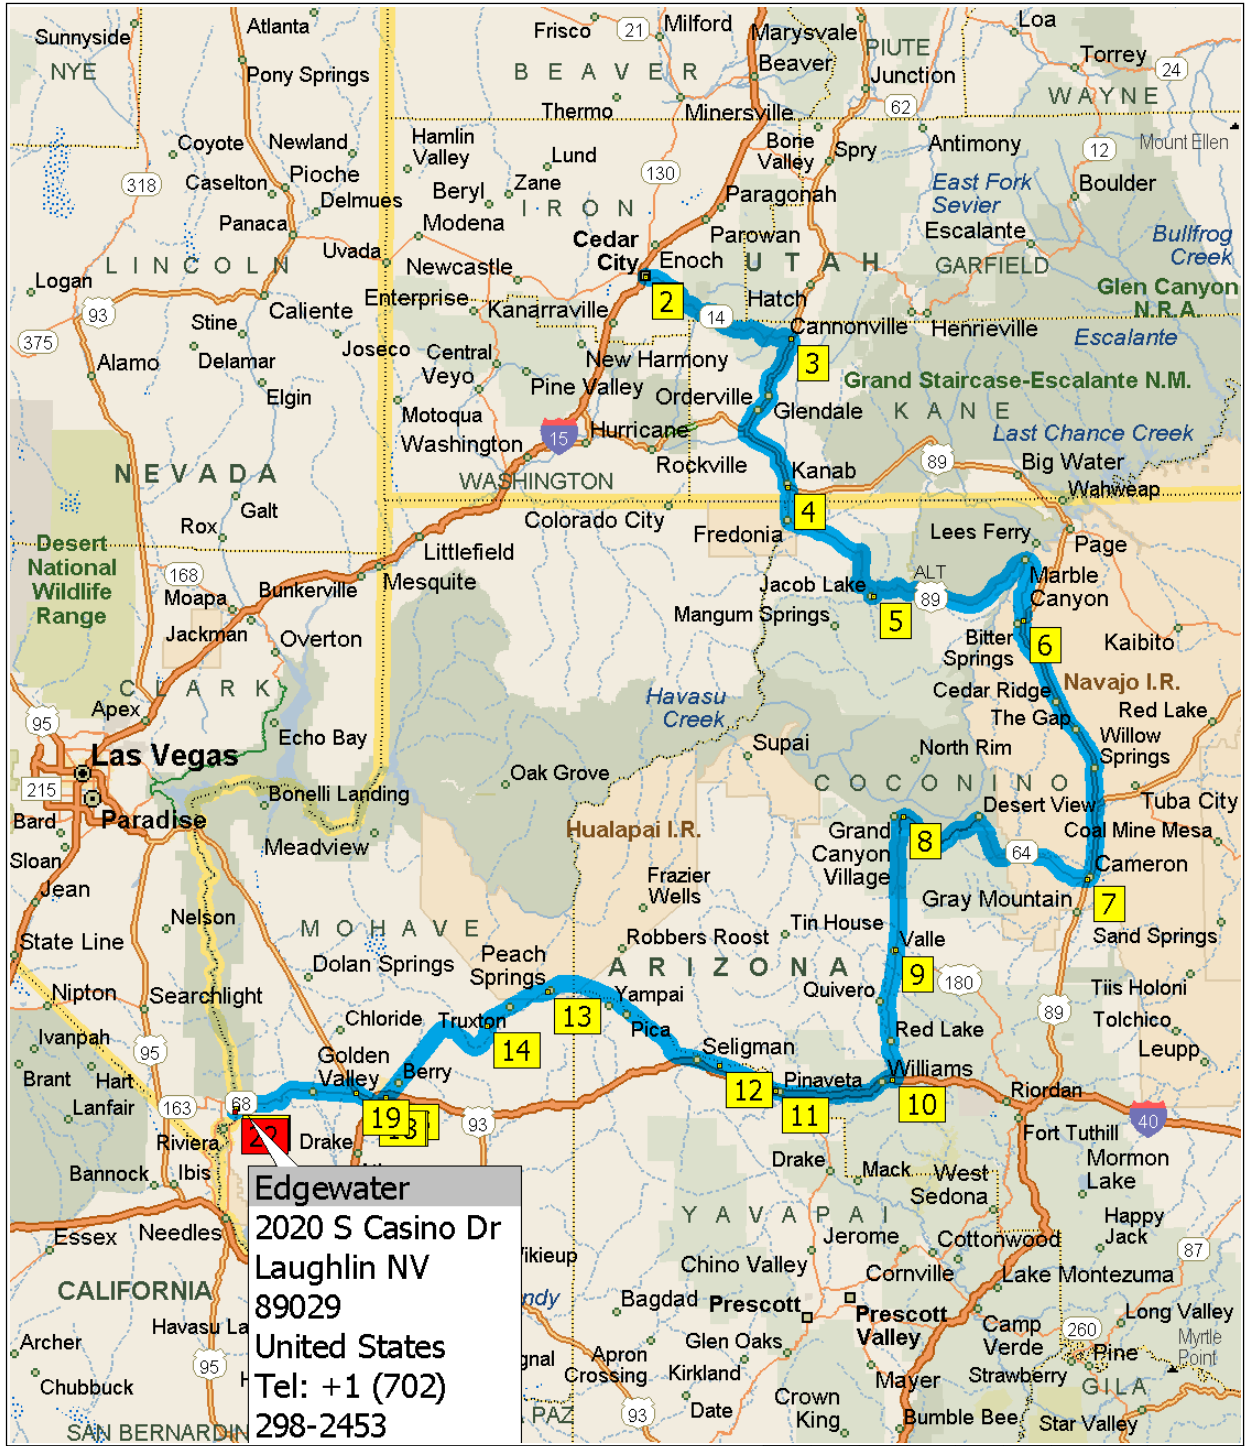 Sunnyside
Atlanta
Frisco
21
Milford
Marysvale
Loa
NYE
Pony Springs
BEAVER
Beaver
PIUTE
Junction
Torrey
24
Thermo
Minersville
62
WAYNE
Coyote
Newland
Hamlin
Valley
Lund
Bone
Valley
Spry
Antimony
12
Mount Ellen
318
Caselton
Pioche
Delmues
Beryl
Zane
130
Paragonah
East Fork
Sevier
Boulder
Panaca
Modena
IRON
Parowan
Escalante
Bullfrog
Creek
Uvada
Cedar
City
Enoch
UTAH
GARFIELD
Logan
LINCOLN
Newcastle
Glen Canyon
N.R.A.
93
Caliente
Enterprise
Kanarraville
2
14
Hatch
Cannonville
Henrieville
Escalante
375
Stine
Joseco
Central
New Harmony
3
Alamo
Delamar
Veyo
Pine Valley
Orderville
Grand Staircase-Escalante N.M.
Elgin
Motoqua
Glendale
KANE
Washington
15
Hurricane
Last Chance Creek
NEVADA
WASHINGTON
Rockville
Kanab
89
Big Water
Wahweap
Galt
Colorado City
4
Rox
Fredonia
Lees Ferry
Page
Desert
National
Wildlife
Range
Littlefield
168
Bunkerville
Mesquite
Jacob Lake
ALT
89
Marble
Canyon
Moapa
Mangum Springs
5
Jackman
Overton
Bitter
Springs
6
Kaibito
CLARK
Havasu
Creek
Cedar Ridge
Navajo I.R.
95
Apex
The Gap
Red Lake
Echo Bay
Supai
North Rim
Willow
Springs
Las Vegas
Oak Grove
COCONINO
215
Bonelli Landing
Desert View
Tuba City
Bard
Paradise
Hualapai I.R.
Grand
Canyon
Village
8
Coal Mine Mesa
Sloan
Meadview
64
Cameron
Jean
Frazier
Wells
Gray Mountain
7
Nelson
MOHAVE
Tin House
Sand Springs
State Line
Peach
Springs
Robbers Roost
Valle
Dolan Springs
ARIZONA
9
180
Nipton
Searchlight
Yampai
Quivero
Tiis Holoni
Chloride
Truxton
13
Pica
89
Tolchico
Ivanpah
95
Golden
Valley
14
Red Lake
Leupp
Brant
Hart
Berry
Seligman
Williams
Lanfair
163
68
12
Pinaveta
Riordan
22
19
93
11
10
40
Riviera
Drake
Fort Tuthill
Bannock
Ibis
Drake
Mack
West
Sedona
Mormon
Lake
Edgewater
2020 S Casino Dr
Laughlin NV
89029
United States
Tel: +1 (702)
298-2453
YAVAPAI
Happy
Jack
Essex
Needles
Jerome
Cottonwood
87
Chino Valley
Cornville
Lake Montezuma
CALIFORNIA
Bagdad
Prescott
Prescott
Valley
Long Valley
Havasu La
Archer
Glen Oaks
Camp
Verde
260
Myrtle
Point
95
Apron
Crossing
Kirkland
Strawberry
Pine
Chubbuck
Mayer
GILA
93
Date
Crown
King
Bumble Bee
Star Valley
SAN BERNARDIN
PAZ